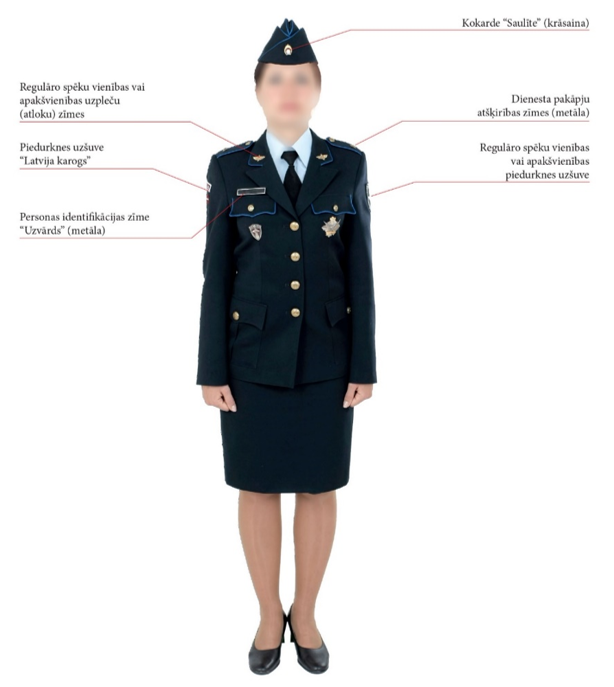 Kokarde “Saulīte” (krāsaina)
Regulāro spēku vienības vai
apakšvienības uzpleču
(atloku) zīmes
Dienesta pakāpju
atšķirības zīmes (metāla)
Piedurknes uzšuve
“Latvija karogs”
Regulāro spēku vienības
vai apakšvienības
piedurknes uzšuve
Personas identifikācijas zīme
“Uzvārds” (metāla)